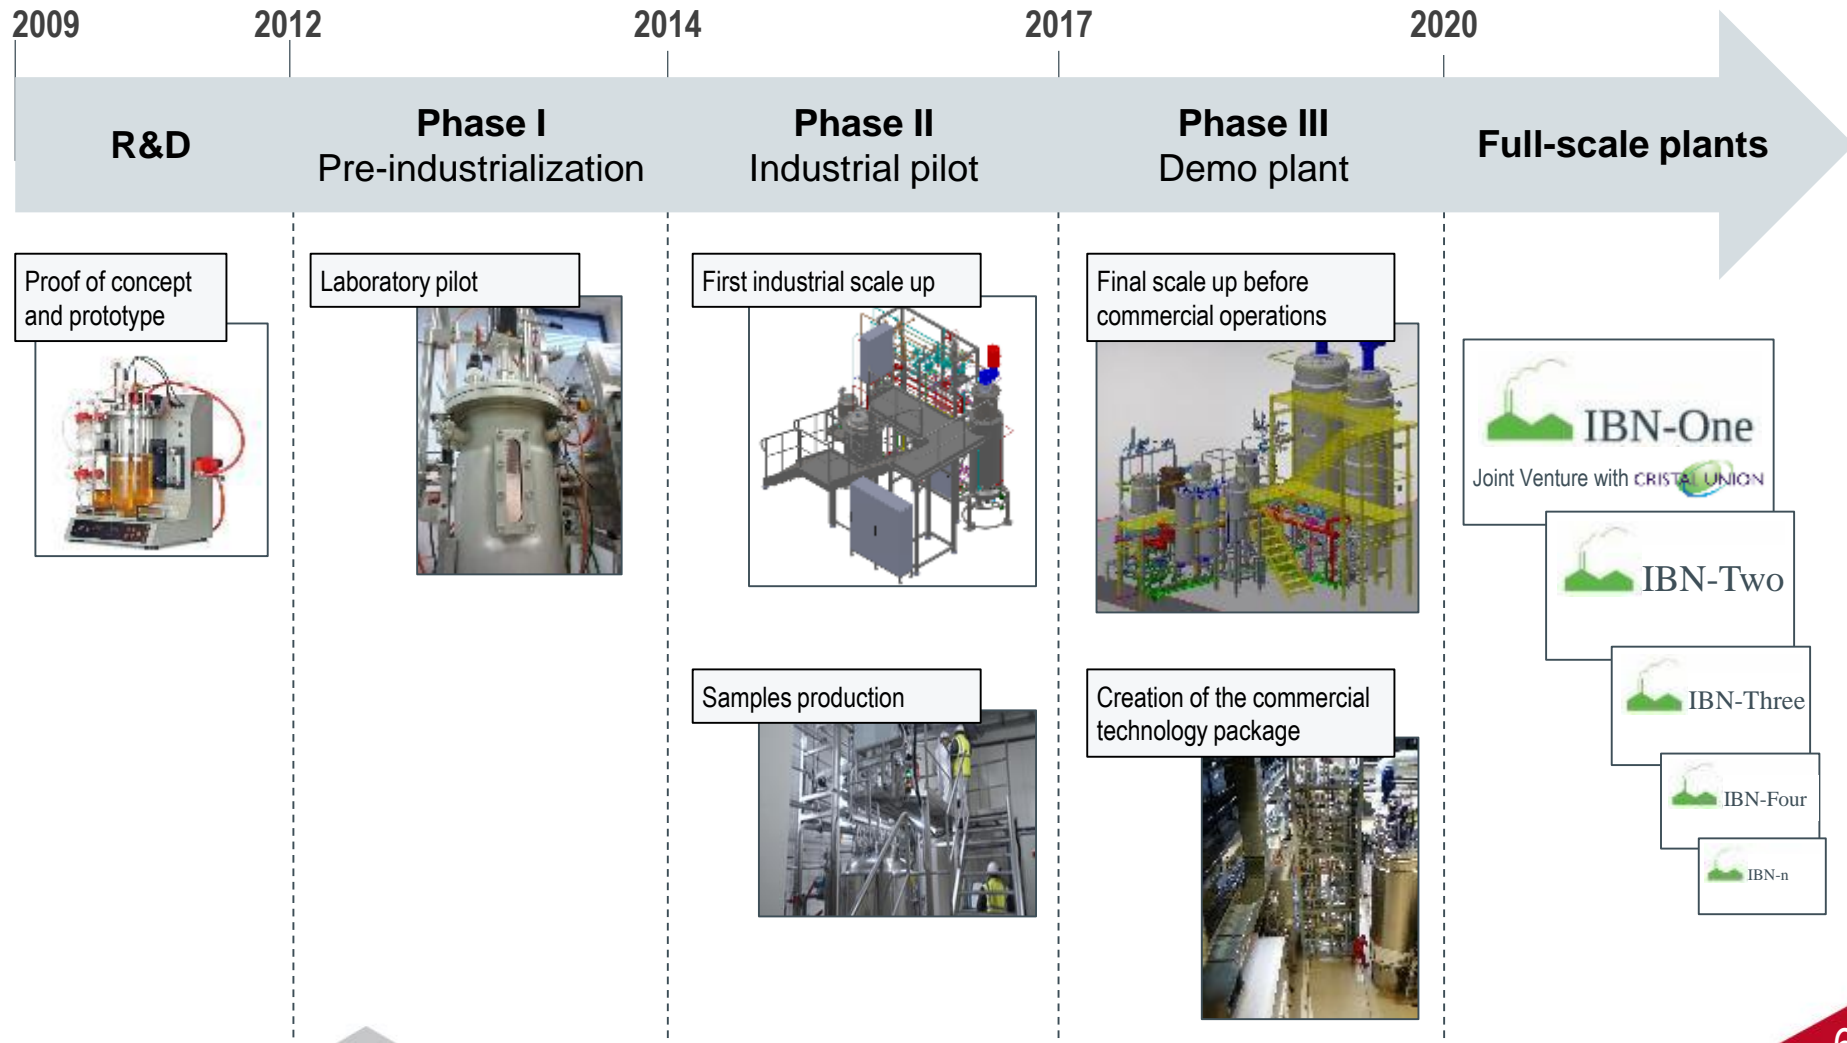 2009
2012
2014
2017
2020
R&D
Phase I
Pre-industrialization
Phase II
Industrial pilot
Phase III
Demo plant
Full-scale plants
Proof of concept
and prototype
Laboratory pilot
First industrial scale up
Final scale up before
commercial operations
IBN-One
Joint Venture with CRISTAL UNION
IBN-Two
Samples production
Creation of the commercial
technology package
IBN-Three
IBN-Four
IBN-n